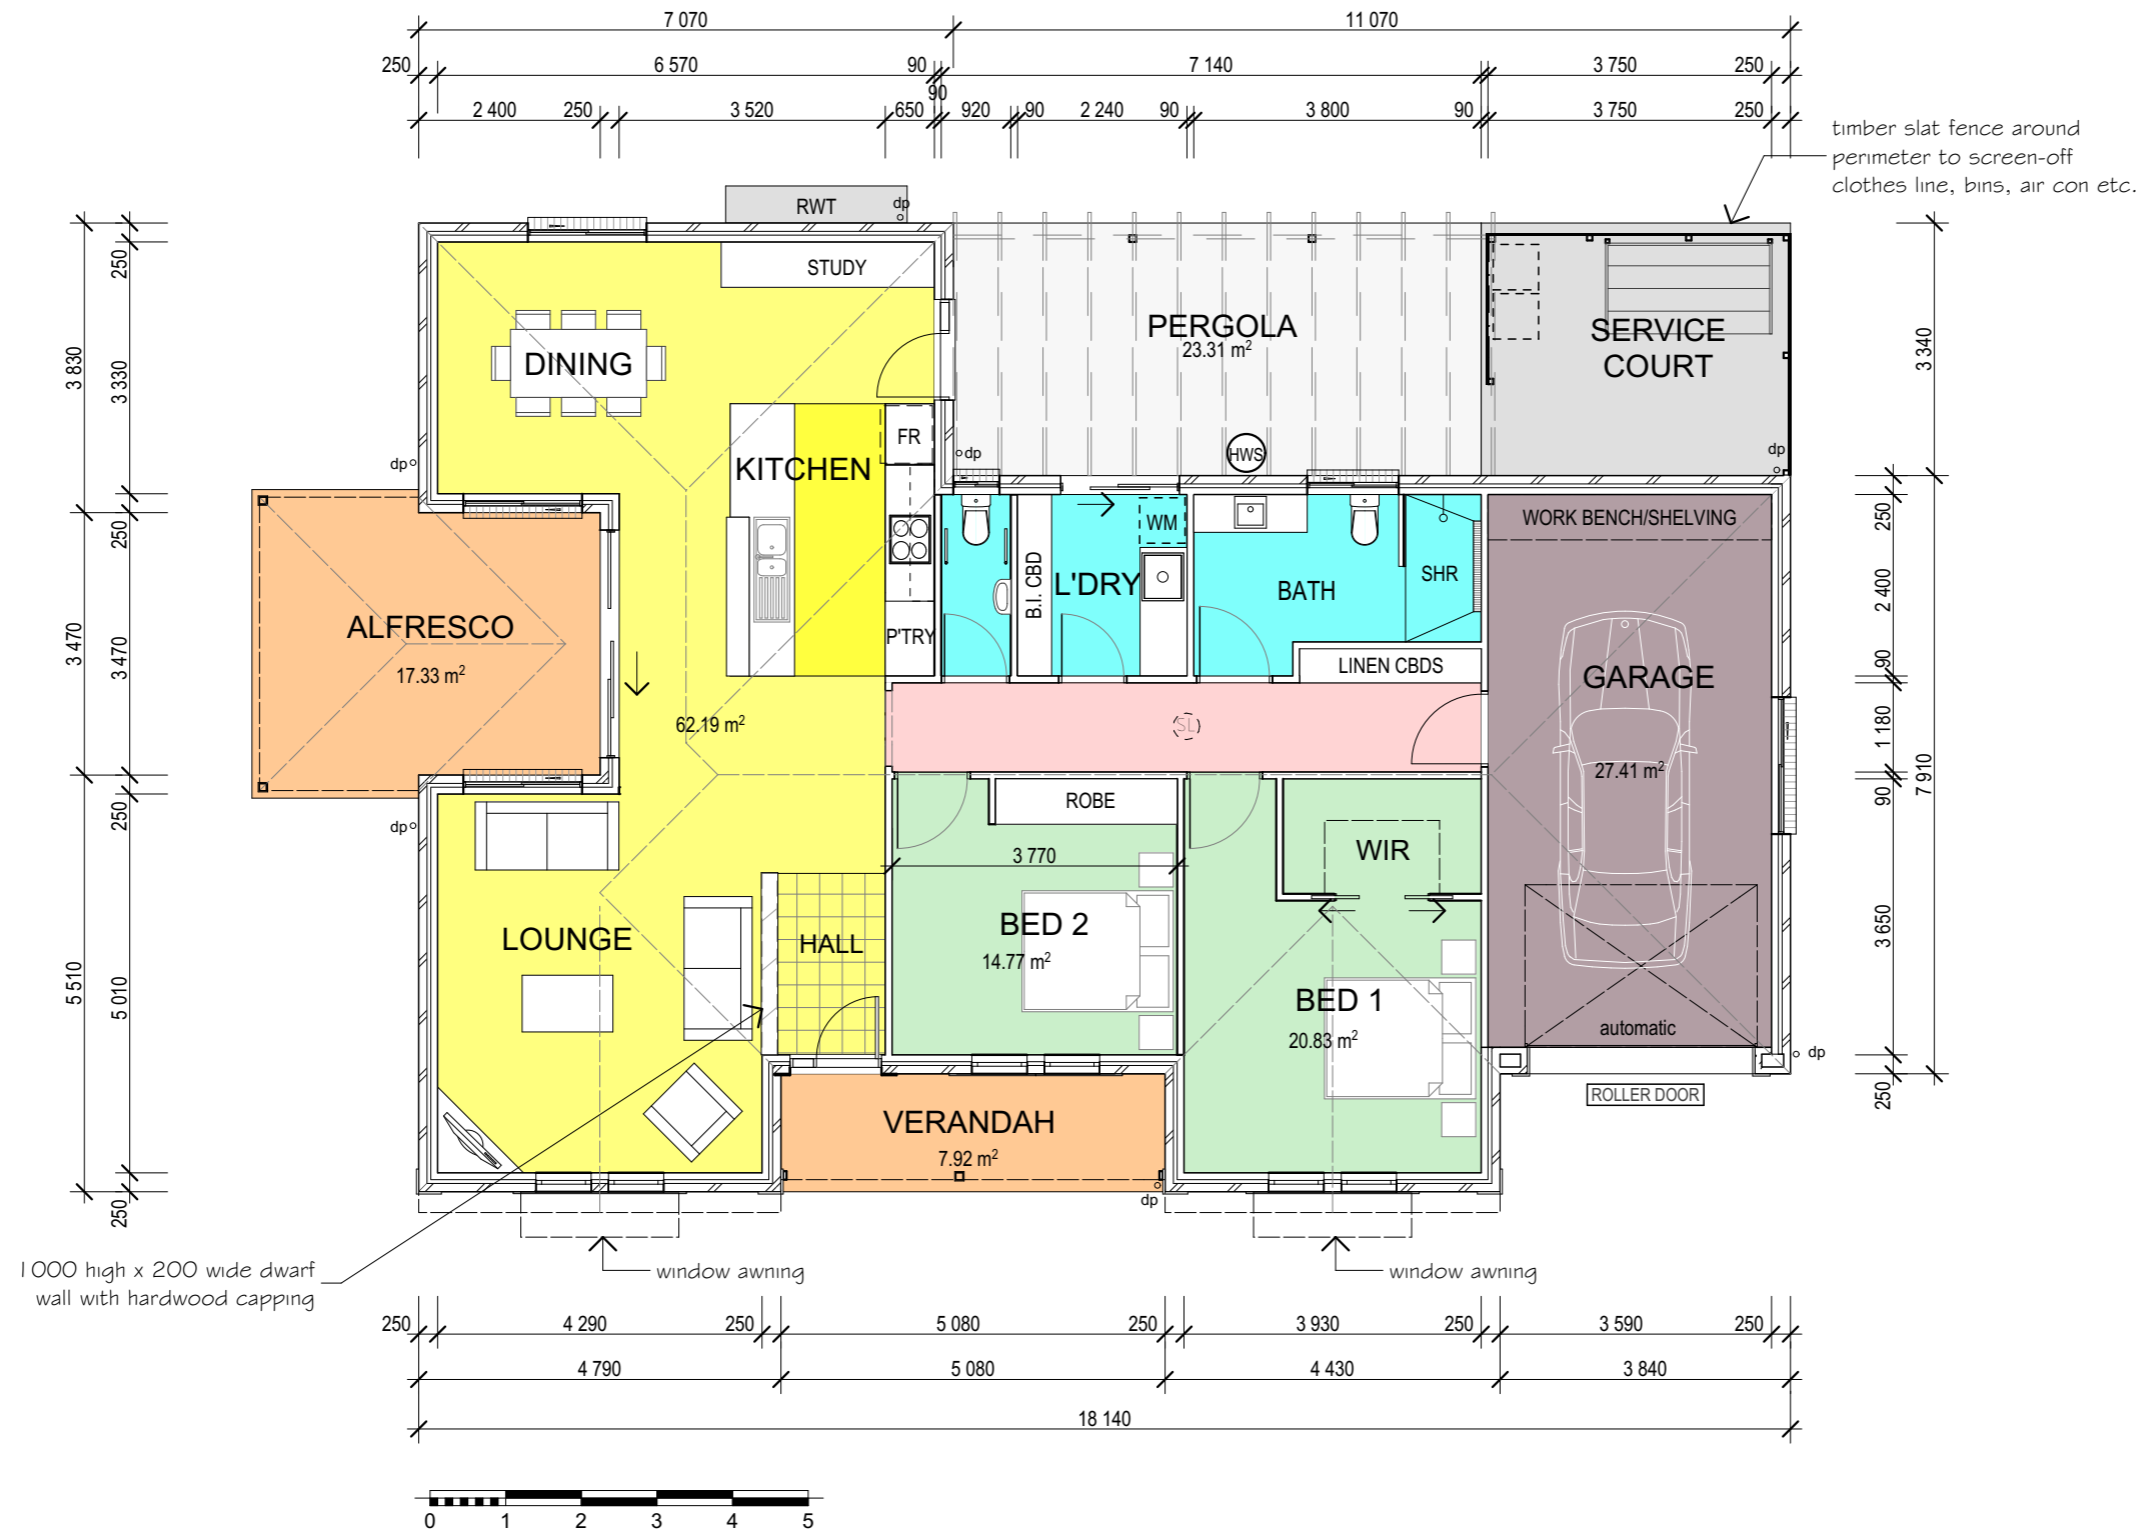 7 070
11 070
250
6 570
90
7 140
3 750
250
90
2 400
250
3 520
650
920
90
2 240
90
3 800
90
3 750
250
timber slat fence around
perimeter to screen-off
clothes line, bins, air con etc.
RWT
dp
STUDY
DINING
PERGOLA
23.31 m²
SERVICE
COURT
250
3 830
3 330
3 340
FR
KITCHEN
dp
dp
HWS
dp
WORK BENCH/SHELVING
250
250
WM
B.I. CBD
L'DRY
BATH
SHR
2 400
ALFRESCO
17.33 m²
P'TRY
LINEN CBDS
GARAGE
3 470
3 470
90
62.19 m²
SL
1 180
7 910
27.41 m²
250
dp
ROBE
90
3 770
WIR
LOUNGE
HALL
BED 2
14.77 m²
3 650
5 510
5 010
BED 1
20.83 m²
automatic
dp
ROLLER DOOR
250
VERANDAH
7.92 m²
dp
250
1000 high x 200 wide dwarf
wall with hardwood capping
window awning
window awning
250
4 290
250
5 080
250
3 930
250
3 590
250
4 790
5 080
4 430
3 840
18 140
0 1 2 3 4 5